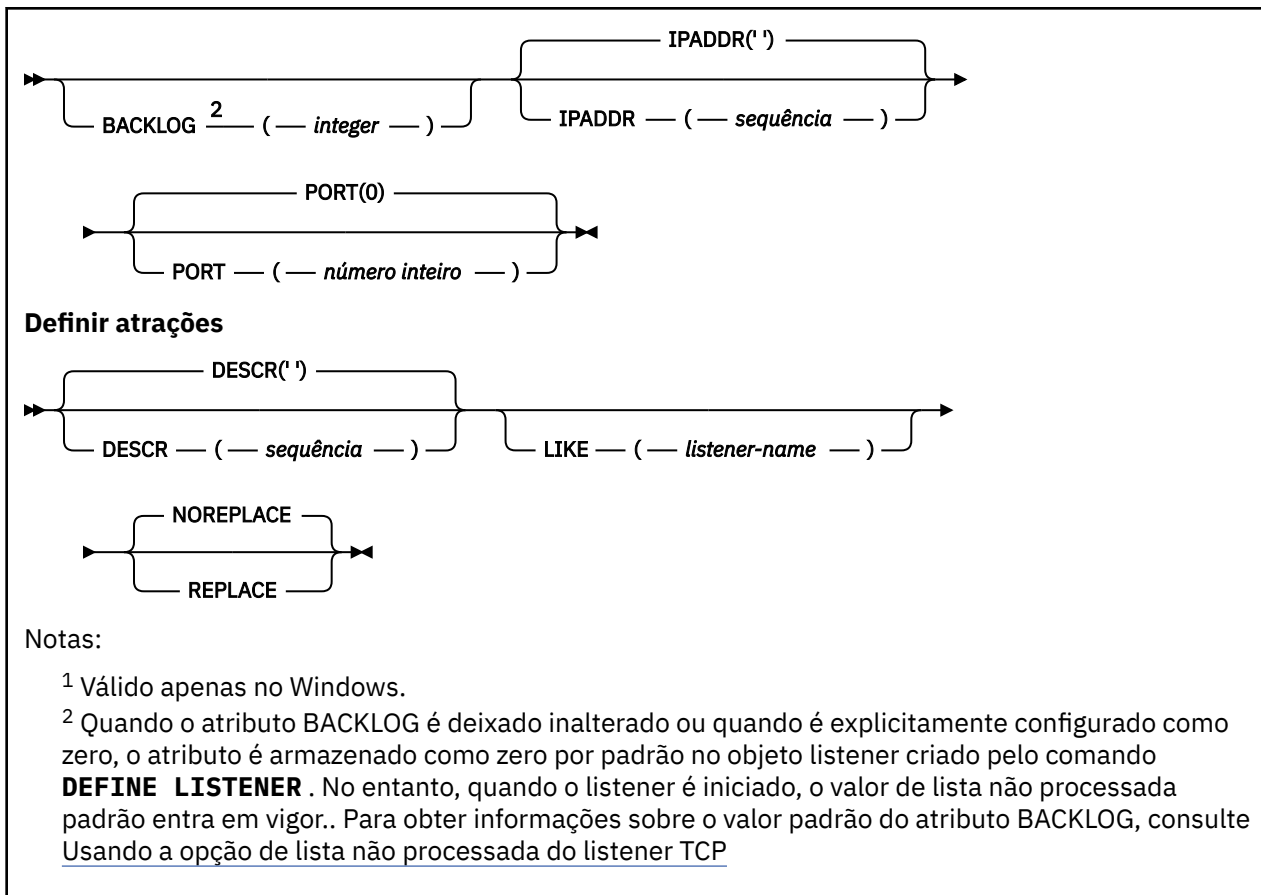 IPADDR(' ')
BACKLOG 2 ( integer ) IPADDR ( sequência )
PORT(0)
PORT ( número inteiro )
Definir atrações
DESCR(' ')
DESCR ( sequência ) LIKE ( listener-name )
NOREPLACE
REPLACE
Notas:
1 Válido apenas no Windows.
2 Quando o atributo BACKLOG é deixado inalterado ou quando é explicitamente configurado como
zero, o atributo é armazenado como zero por padrão no objeto listener criado pelo comando
DEFINE LISTENER . No entanto, quando o listener é iniciado, o valor de lista não processada
padrão entra em vigor.. Para obter informações sobre o valor padrão do atributo BACKLOG, consulte
Usando a opção de lista não processada do listener TCP